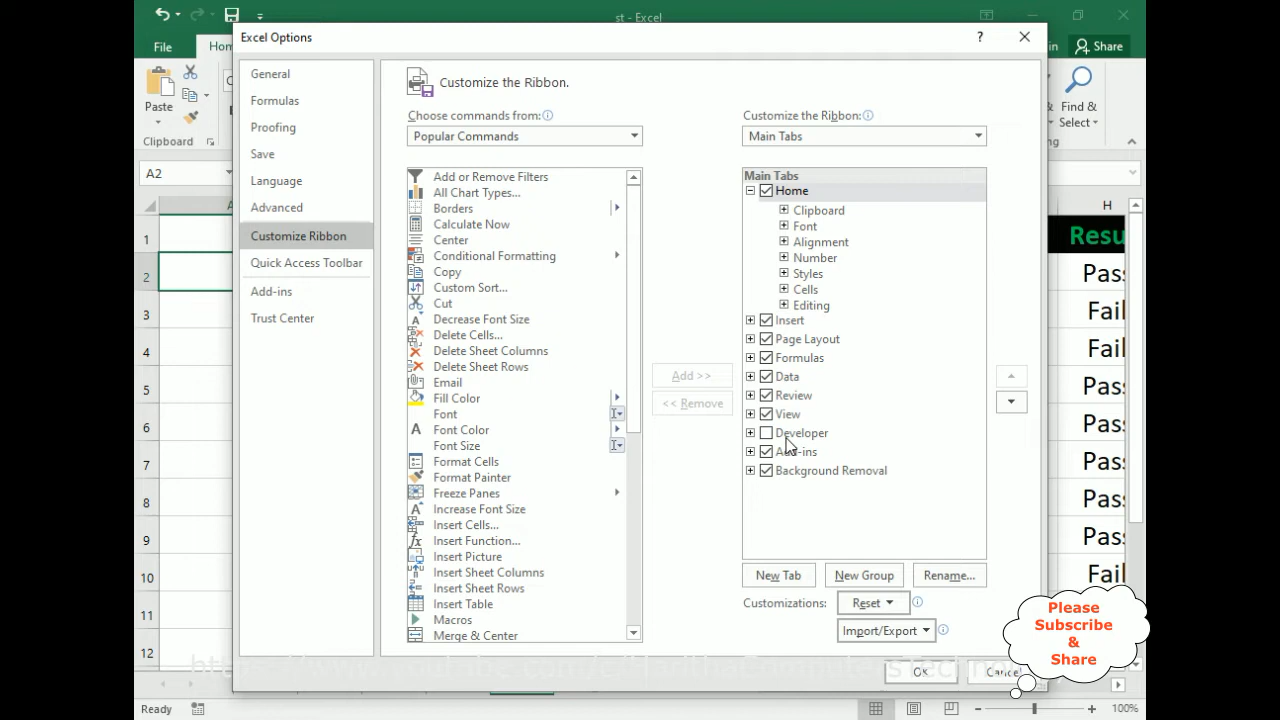 st - Excel
Excel Options
?
File
Hom
in
Share
Paste
Clipboard
Find &
Select
ng
A2
General
Formulas
Proofing
Save
Language
Advanced
Customize Ribbon
Quick Access Toolbar
Add-ins
Trust Center
Customize the Ribbon.
Choose commands from:
Popular Commands
Add or Remove Filters
All Chart Types...
Borders
Calculate Now
Center
Conditional Formatting
Copy
Custom Sort...
Cut
Decrease Font Size
Delete Cells...
Delete Sheet Columns
Delete Sheet Rows
Email
Fill Color
Font
Font Color
Font Size
Format Cells
Format Painter
Freeze Panes
Increase Font Size
Insert Cells...
Insert Function...
Insert Picture
Insert Sheet Columns
Insert Sheet Rows
Insert Table
Macros
Merge & Center
Add >>
<< Remove
Customize the Ribbon:
Main Tabs
Main Tabs
Home
Clipboard
Font
Alignment
Number
Styles
Cells
Editing
Insert
Page Layout
Formulas
Data
Review
View
Developer
Add-ins
Background Removal
New Tab
New Group
Rename...
Customizations:
Reset
Import/Export
OK
Cancel
1
2
3
4
5
6
7
8
9
10
11
12
H
Resu
Pass
Fail
Fail
Pass
Pass
Pass
Pass
Pass
Fail
Please
Subscribe
&
Share
Ready
100%